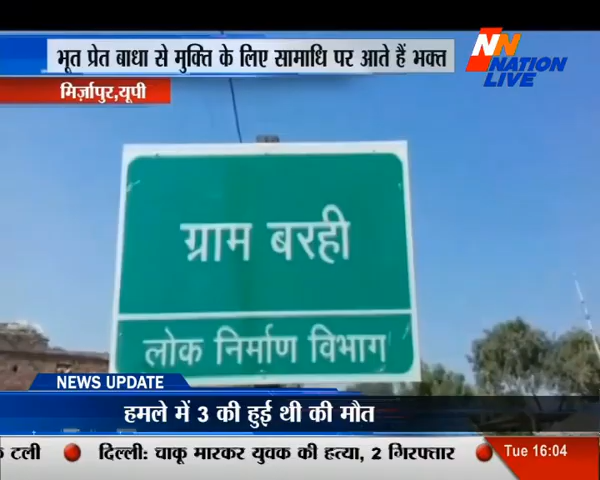 भूत प्रेत बाधा से मुक्ति के लिए सामाधि पर आते हैं भक्त
NATION
LIVE
मिर्ज़ापुर,यूपी
ग्राम बरही
लोक निर्माण विभाग
NEWS UPDATE
हमले में 3 की हुई थी की मौत
टली
दिल्ली: चाकू मारकर युवक की हत्या, 2 गिरफ्तार
Tue 16:04